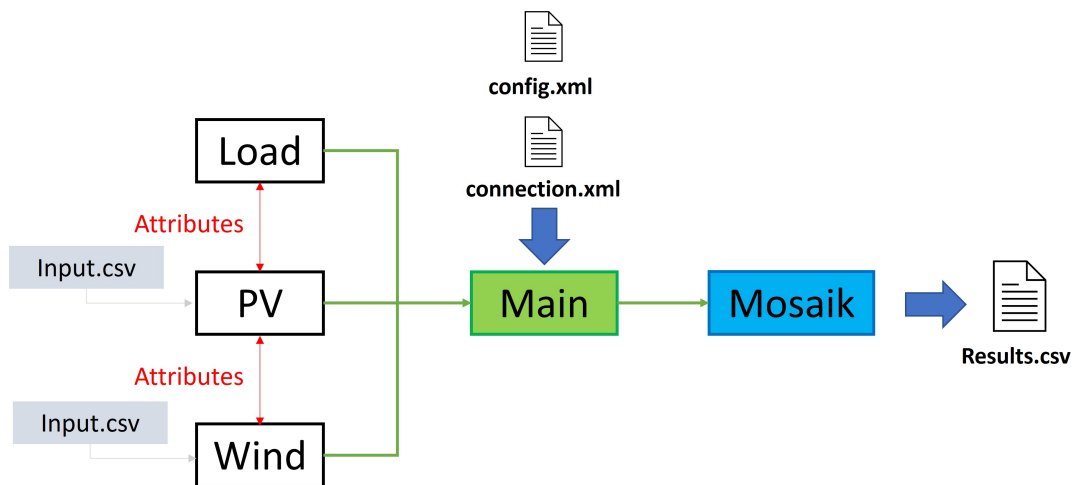 config.xml
connection.xml
Load
Attributes
Input.csv
PV
Main
Mosaik
Results.csv
Attributes
Input.csv
Wind